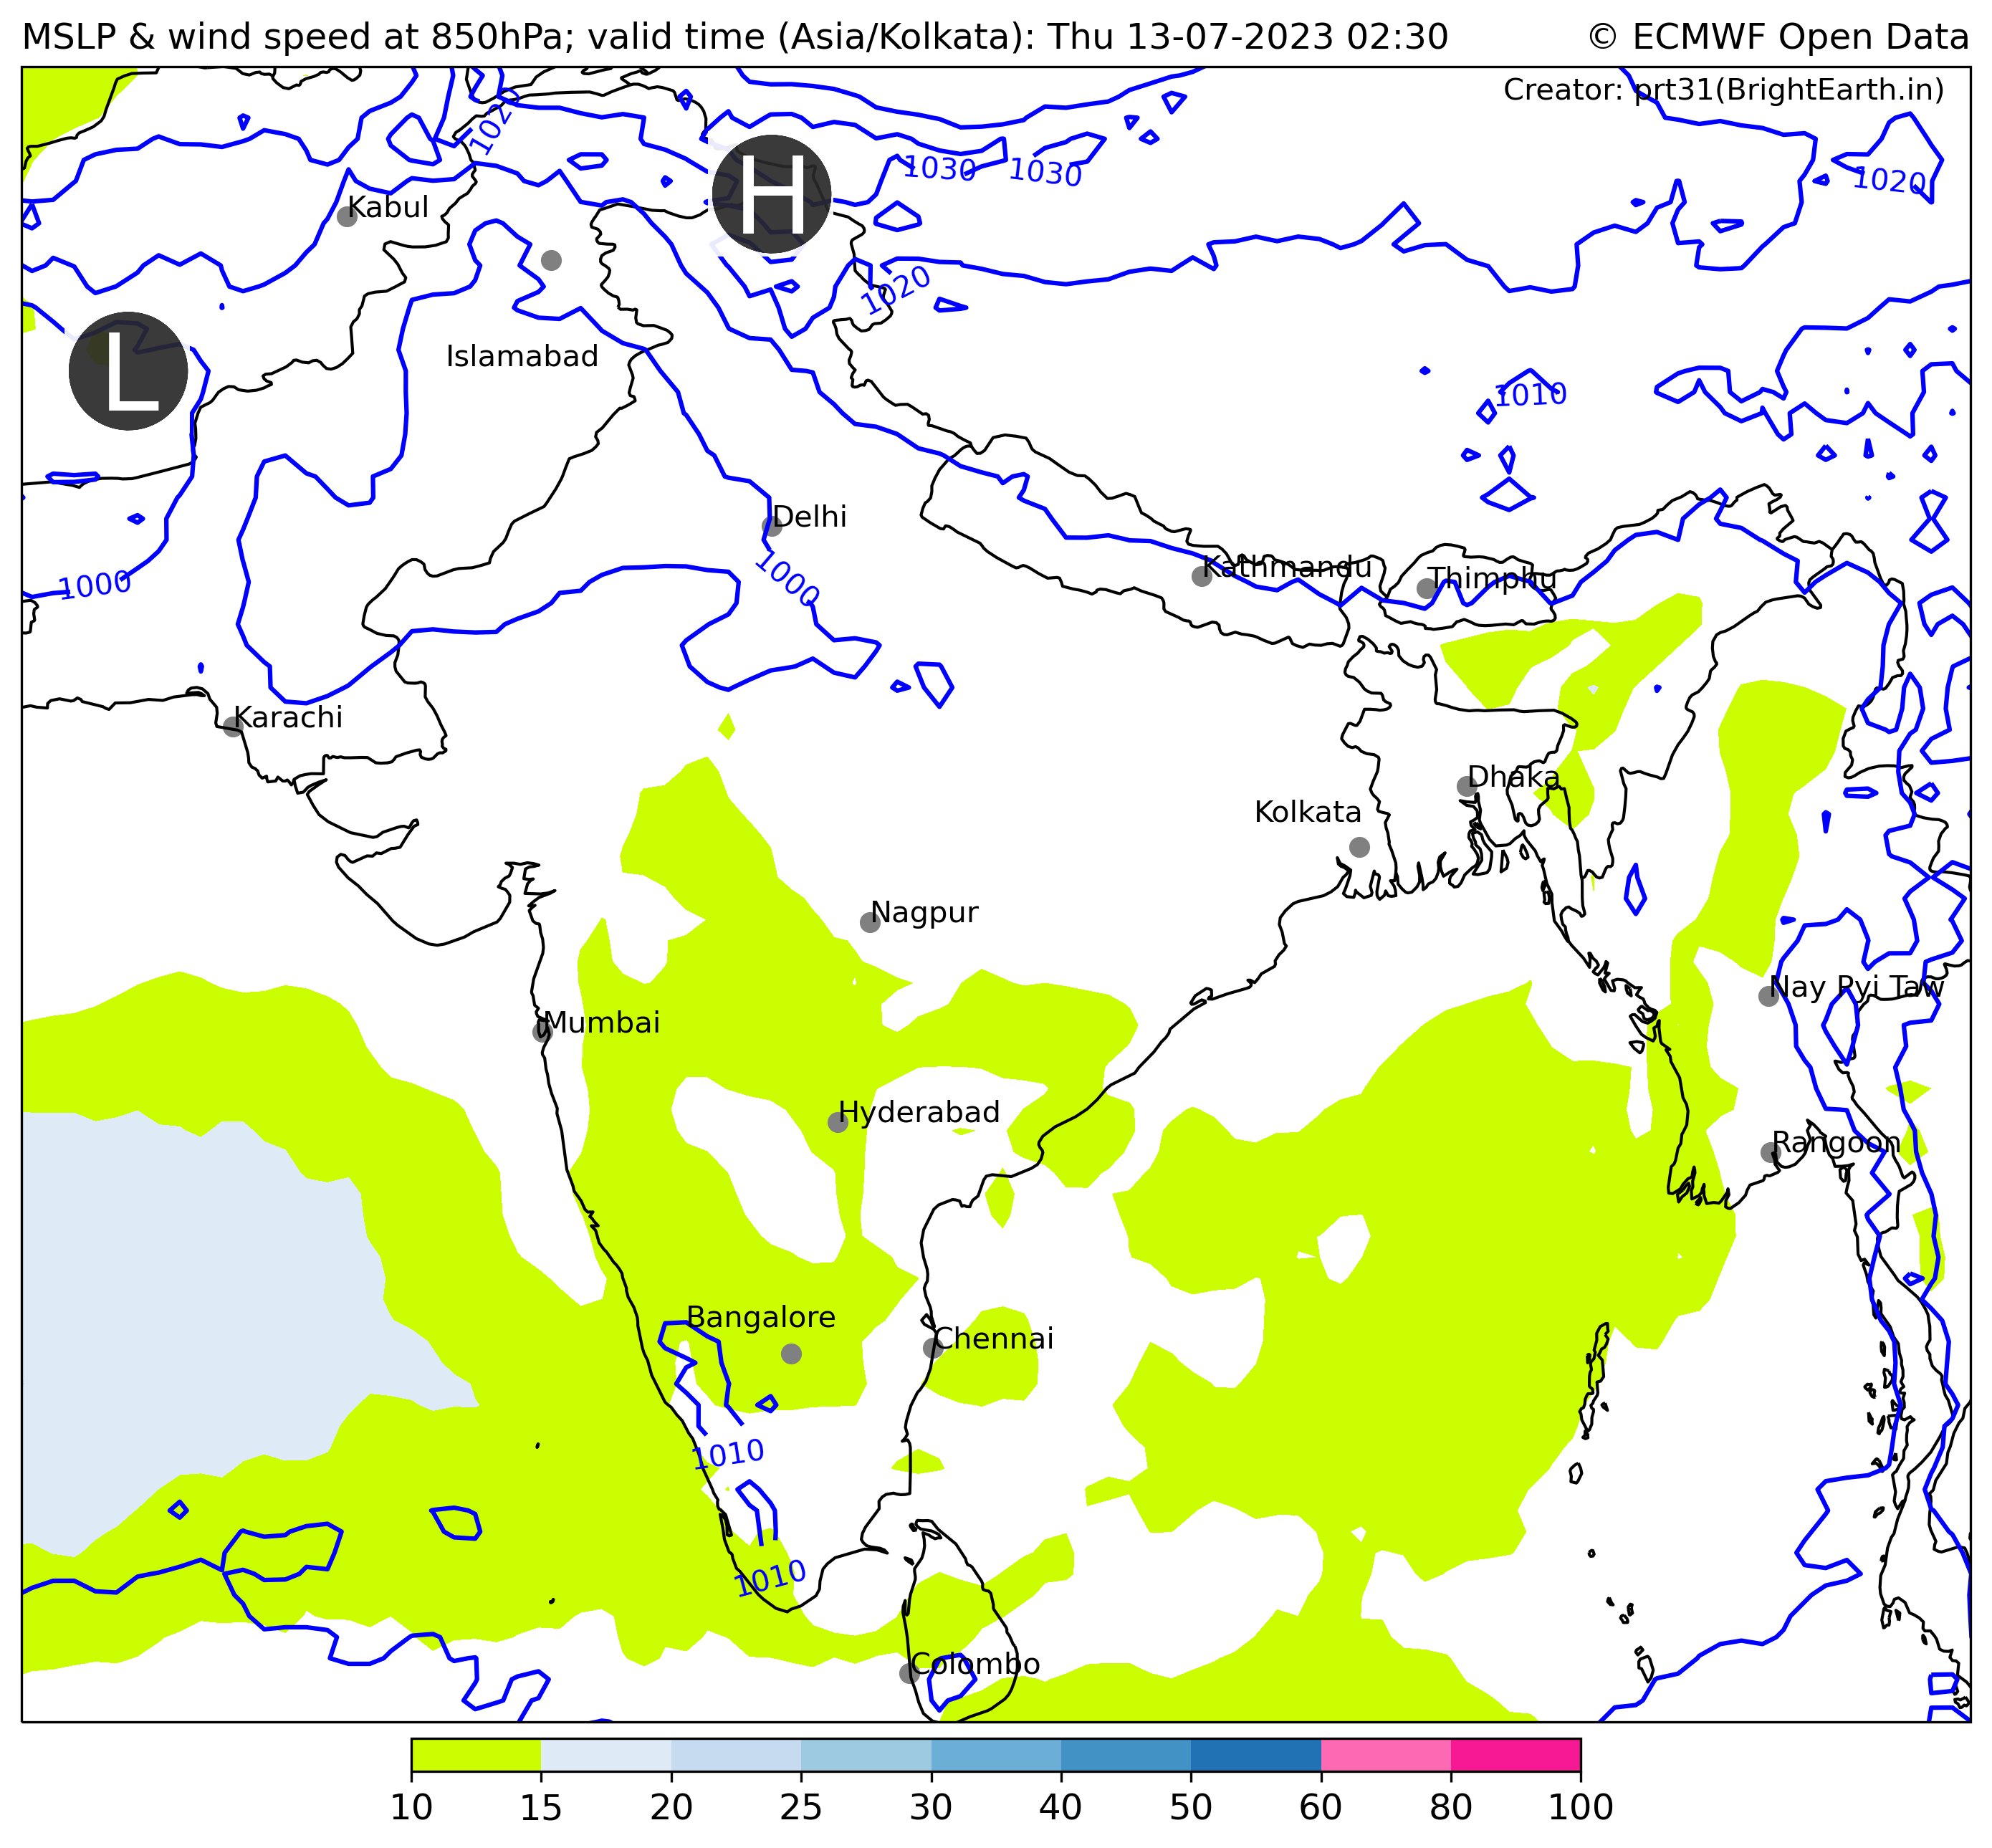 MSLP & wind speed at 850hPa; valid time (Asia/Kolkata): Thu 13-07-2023 02:30
© ECMWF Open Data
Creator: prt31(BrightEarth.in)
1020
H
1030
1030
1020
Kabul
1020
L
Islamabad
1010
Delhi
1000
1000
Kathmandu
Thimphu
Karachi
Dhaka
Kolkata
Nagpur
Nay Pyi Taw
Mumbai
Hyderabad
Rangoon
Bangalore
Chennai
1010
1010
Colombo
10 15 20 25 30 40 50 60 80 100